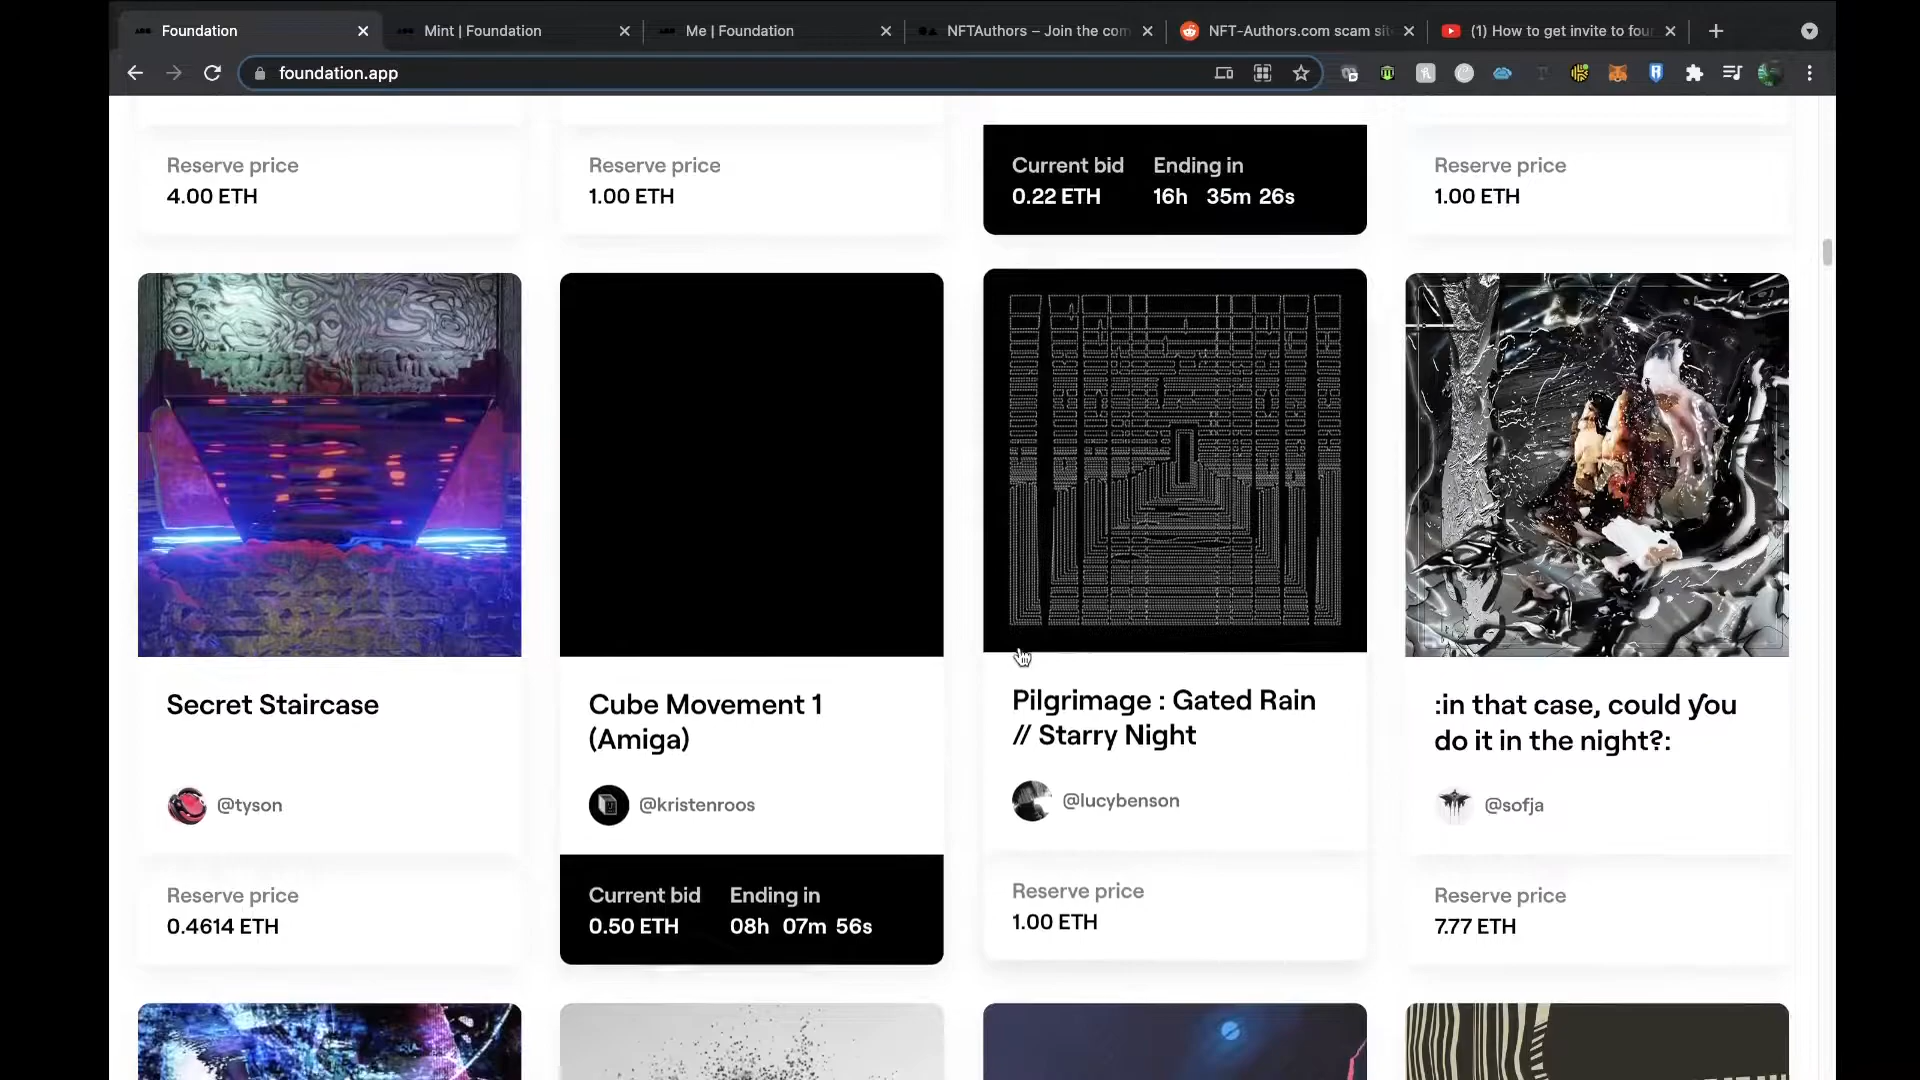 Foundation
Mint | Foundation
Me | Foundation
NFTAuthors – Join the com
NFT-Authors.com scam sit
(1) How to get invite to four
foundation.app
Reserve price
4.00 ETH
Reserve price
1.00 ETH
Current bid
0.22 ETH
Ending in
16h 35m 26s
Reserve price
1.00 ETH
Secret Staircase
@tyson
Reserve price
0.4614 ETH
Cube Movement 1
(Amiga)
@kristenroos
Current bid
0.50 ETH
Ending in
08h 07m 56s
Pilgrimage : Gated Rain
// Starry Night
@lucybenson
Reserve price
1.00 ETH
:in that case, could you
do it in the night?:
@sofja
Reserve price
7.77 ETH